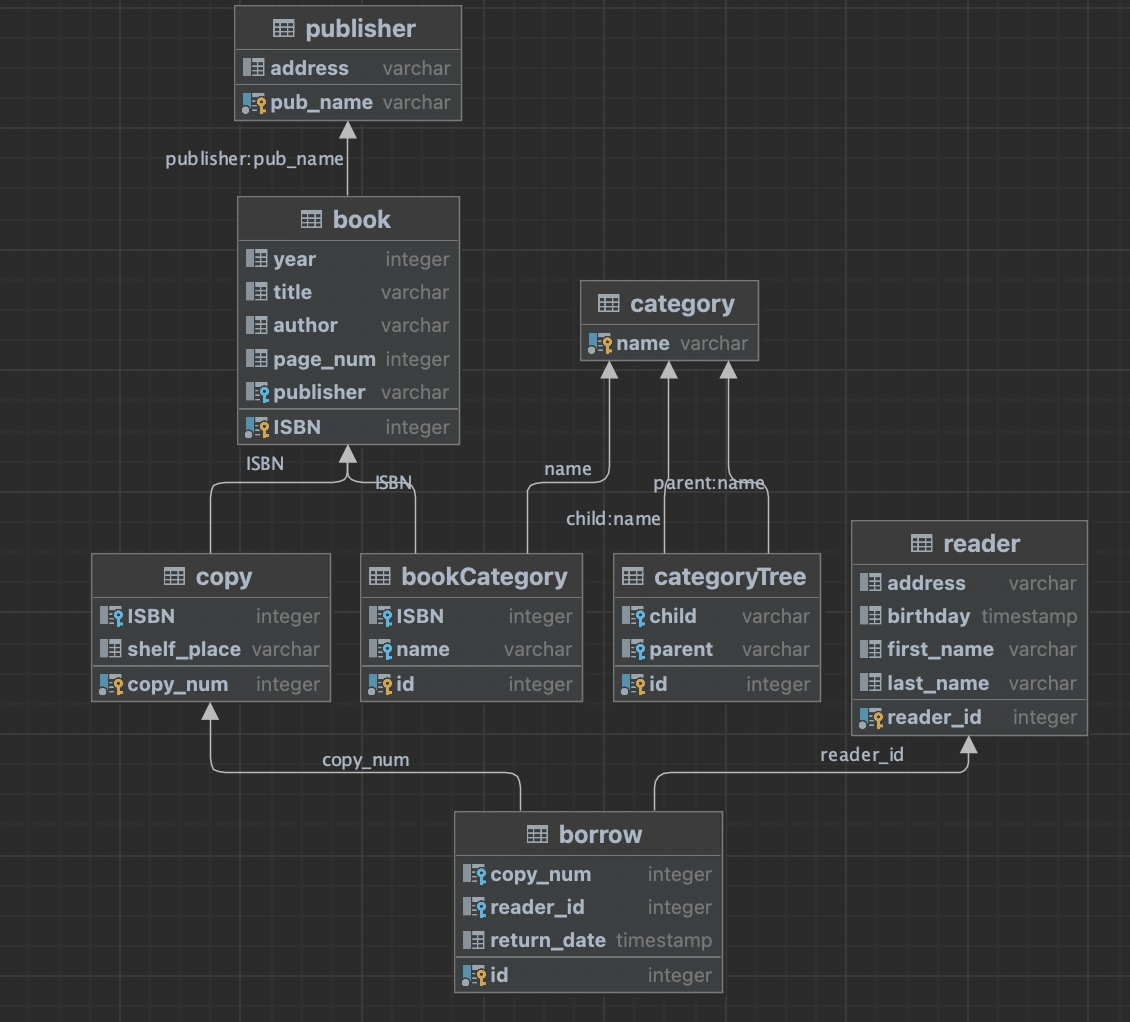 publisher
address varchar
pub_name varchar
publisher:pub_name
book
year integer
title varchar
author varchar
page_num integer
publisher varchar
ISBN integer
category
name varchar
ISBN
ISBN
name
parent:name
child:name
copy
ISBN integer
shelf_place varchar
copy_num integer
bookCategory
ISBN integer
name varchar
id integer
categoryTree
child varchar
parent varchar
id integer
reader
address varchar
birthday timestamp
first_name varchar
last_name varchar
reader_id integer
copy_num
reader_id
borrow
copy_num integer
reader_id integer
return_date timestamp
id integer